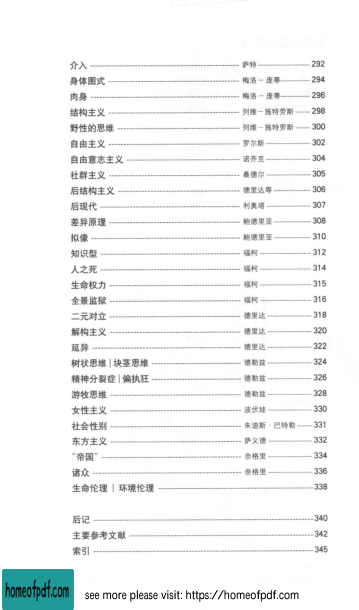 介入 萨特 292
身体图式 梅洛-庞蒂 294
肉身 梅洛-庞蒂 296
结构主义 列维-施特劳斯 298
野性的思维 列维-施特劳斯 300
自由主义 罗尔斯 302
自由意志主义 诺齐克 304
社群主义 桑德尔 305
后结构主义 德里达等 306
后现代 利奥塔 307
差异原理 鲍德里亚 308
拟像 鲍德里亚 310
知识型 福柯 312
人之死 福柯 314
生命权力 福柯 315
全景监狱 福柯 316
二元对立 德里达 318
解构主义 德里达 320
延异 德里达 322
树状思维|块茎思维 德勒兹 324
精神分裂症|偏执狂 德勒兹 326
游牧思维 德勒兹 328
女性主义 波伏娃 330
社会性别 朱迪斯·巴特勒 331
东方主义 萨义德 332
“帝国” 奈格里 334
诸众 奈格里 336
生命伦理|环境伦理 338
后记 340
主要参考文献 342
索引 345
homeofpdf.com see more please visit: https://homeofpdf.com